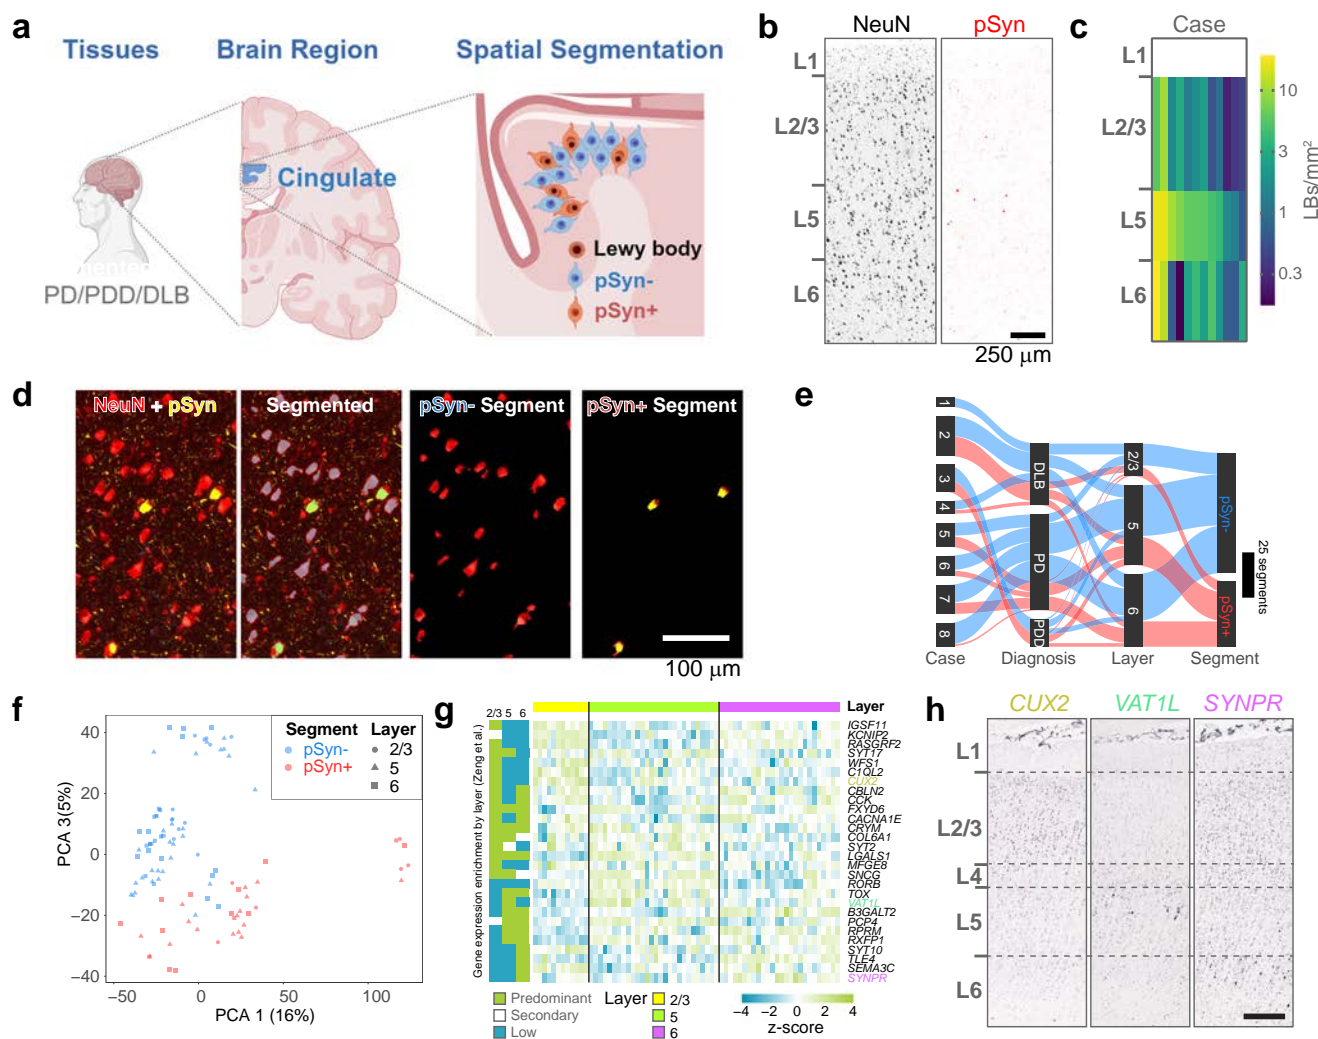 a
Tissues
Brain Region
Spatial Segmentation
Cingulate
Lewy body
pSyn-
pSyn+
PD/PDD/DLB
b
NeuN
pSyn
L1
L2/3
L5
L6
250 μm
c
Case
L1
L2/3
L5
L6
10
3
1
0.3
LBs/mm²
d
NeuN + pSyn
Segmented
pSyn- Segment
pSyn+ Segment
100 μm
e
1
2
3
4
5
6
7
8
DLB
PD
PDD
2/3
5
6
pSyn-
pSyn+
25 segments
Case
Diagnosis
Layer
Segment
f
Segment
Layer
pSyn-
pSyn+
2/3
5
6
40
20
0
−20
−40
PCA 3(5%)
−50
0
50
100
PCA 1 (16%)
g
2/3 5 6
Layer
Gene expression enrichment by layer (Zeng et al.)
IGSF11
KCNIP2
RASGRF2
SYT17
WFS1
C1QL2
CUX2
CBLN2
CCK
FXYD6
CACNA1E
CRYM
COL6A1
SYT2
LGALS1
MFGE8
SNCG
RORB
TOX
VAT1L
B3GALT2
PCP4
RPRM
RXFP1
SYT10
TLE4
SEMA3C
SYNPR
Predominant
Secondary
Low
Layer
2/3
5
6
−4 −2 0 2 4
z-score
h
CUX2
VAT1L
SYNPR
L1
L2/3
L4
L5
L6